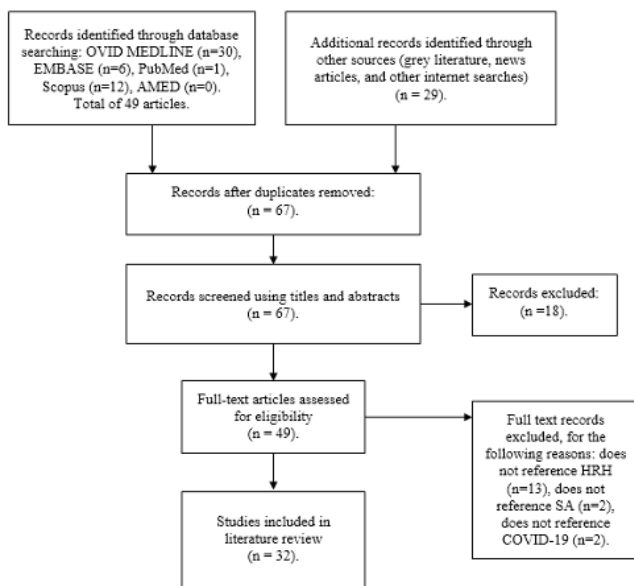 Records identified through database
searching: OVID MEDLINE (n=30),
EMBASE (n=6), PubMed (n=1),
Scopus (n=12), AMED (n=0).
Total of 49 articles.
Additional records identified through
other sources (grey literature, news
articles, and other internet searches)
(n = 29).
Records after duplicates removed:
(n = 67).
Records screened using titles and abstracts
(n = 67).
Records excluded:
(n =18).
Full-text articles assessed
for eligibility
(n = 49).
Full text records
excluded, for the
following reasons: does
not reference HRH
(n=13), does not
reference SA (n=2),
does not reference
COVID-19 (n=2).
Studies included in
literature review
(n = 32).